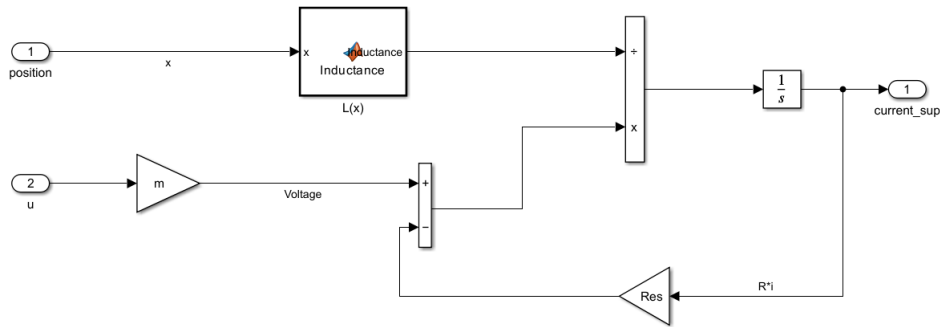 1
position
x
x
Inductance
Inductance
L(x)
÷
x
1
s
1
current_sup
2
u
m
Voltage
+
−
Res
R*i